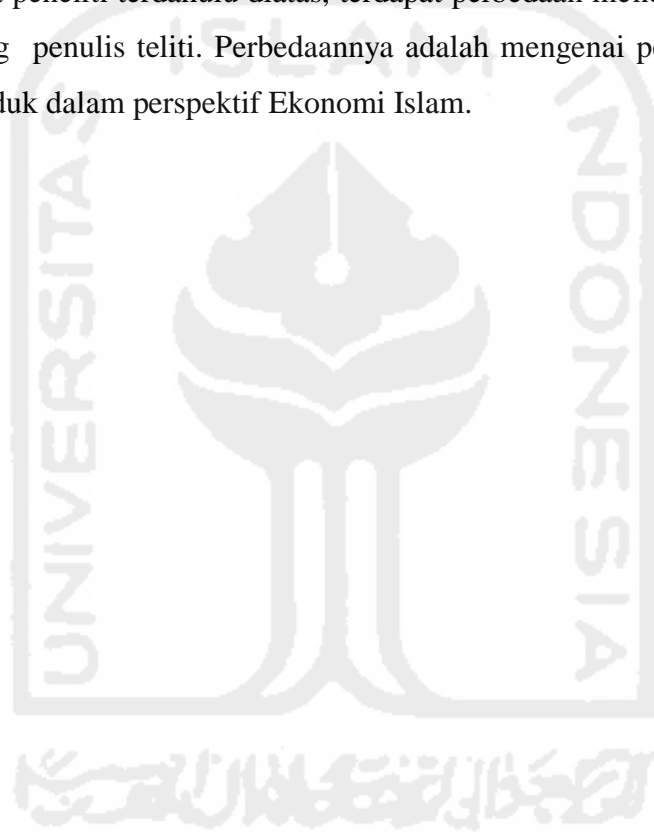 peneliti terdahulu diatas, terdapat perbedaan
g penulis teliti. Perbedaannya adalah mengenai
duk dalam perspektif Ekonomi Islam.
ISLAM
UNIVERSITAS
INDONESIA